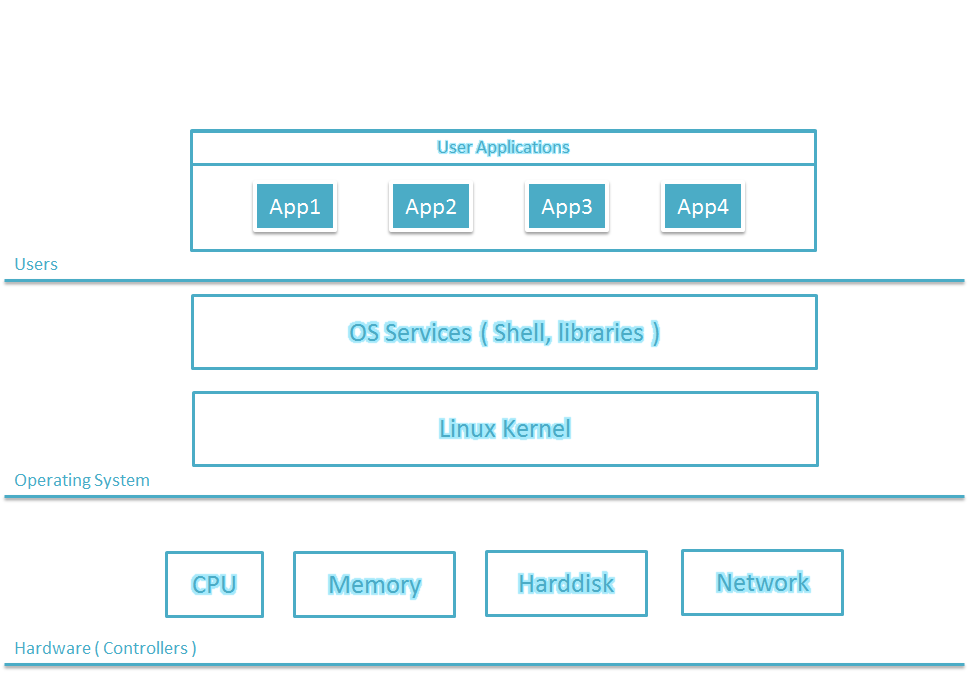 User Applications
App1 App2 App3 App4
Users
OS Services ( Shell, libraries )
Linux Kernel
Operating System
CPU Memory Harddisk Network
Hardware ( Controllers )